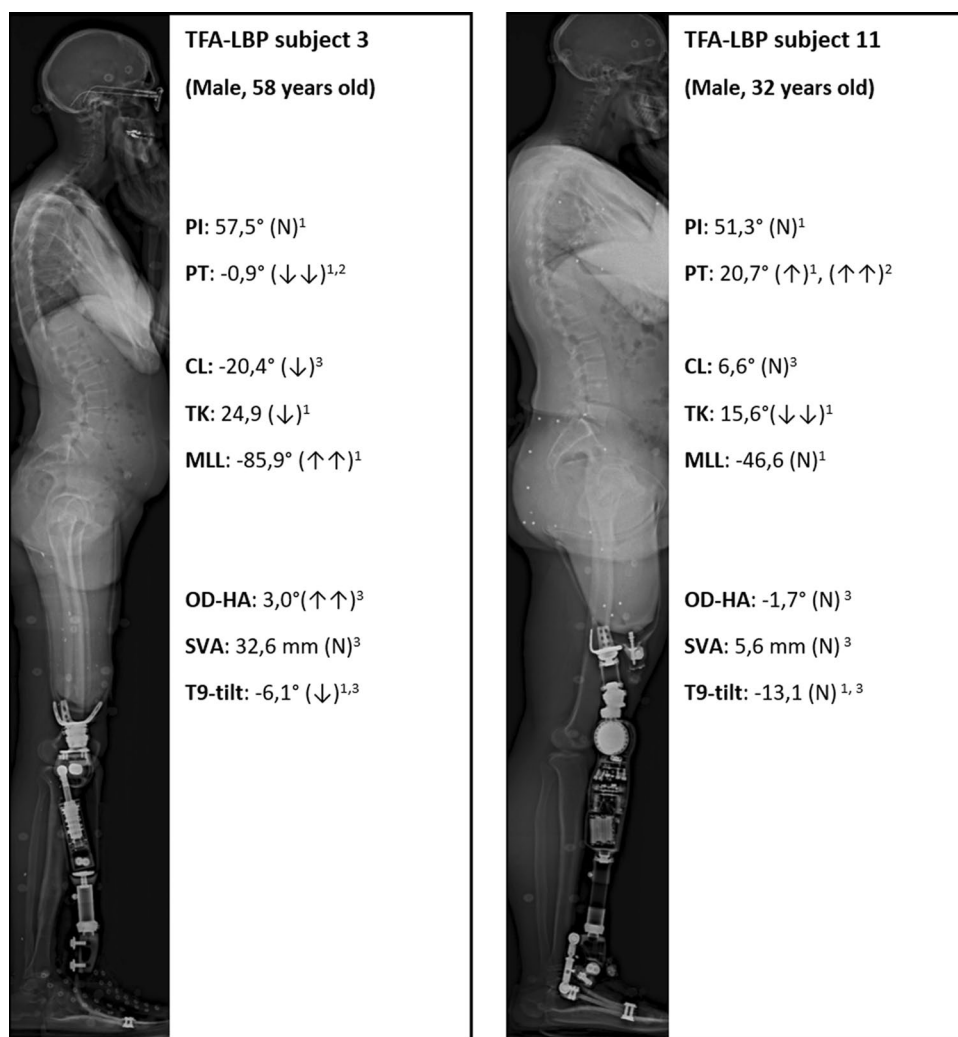 TFA-LBP subject 3
(Male, 58 years old)
PI: 57,5° (N)¹
PT: -0,9° (↓↓)¹,²
CL: -20,4° (↓)³
TK: 24,9 (↓)¹
MLL: -85,9° (↑↑)¹
OD-HA: 3,0°(↑↑)³
SVA: 32,6 mm (N)³
T9-tilt: -6,1° (↓)¹,³
TFA-LBP subject 11
(Male, 32 years old)
PI: 51,3° (N)¹
PT: 20,7° (↑)¹, (↑↑)²
CL: 6,6° (N)³
TK: 15,6°(↓↓)¹
MLL: -46,6 (N)¹
OD-HA: -1,7° (N) ³
SVA: 5,6 mm (N) ³
T9-tilt: -13,1 (N) ¹, ³